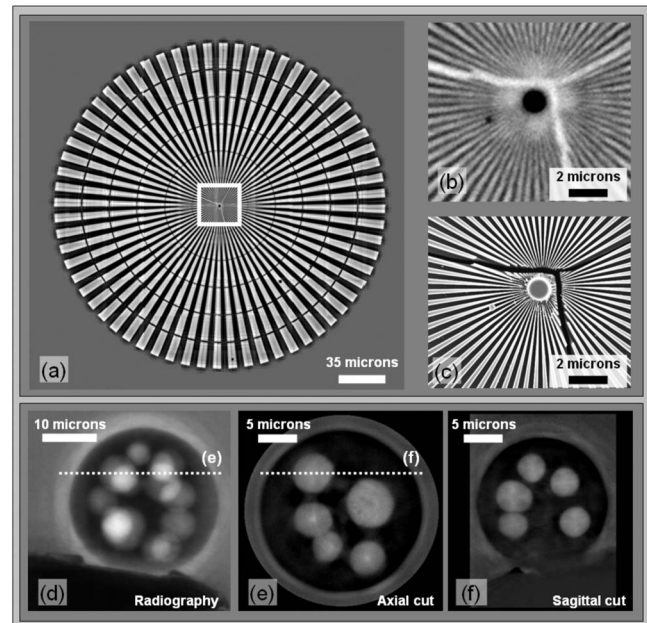 (a)
35 microns
(b)
2 microns
(c)
2 microns
10 microns
(e)
(d)
Radiography
5 microns
(f)
(e)
Axial cut
5 microns
(f)
Sagittal cut